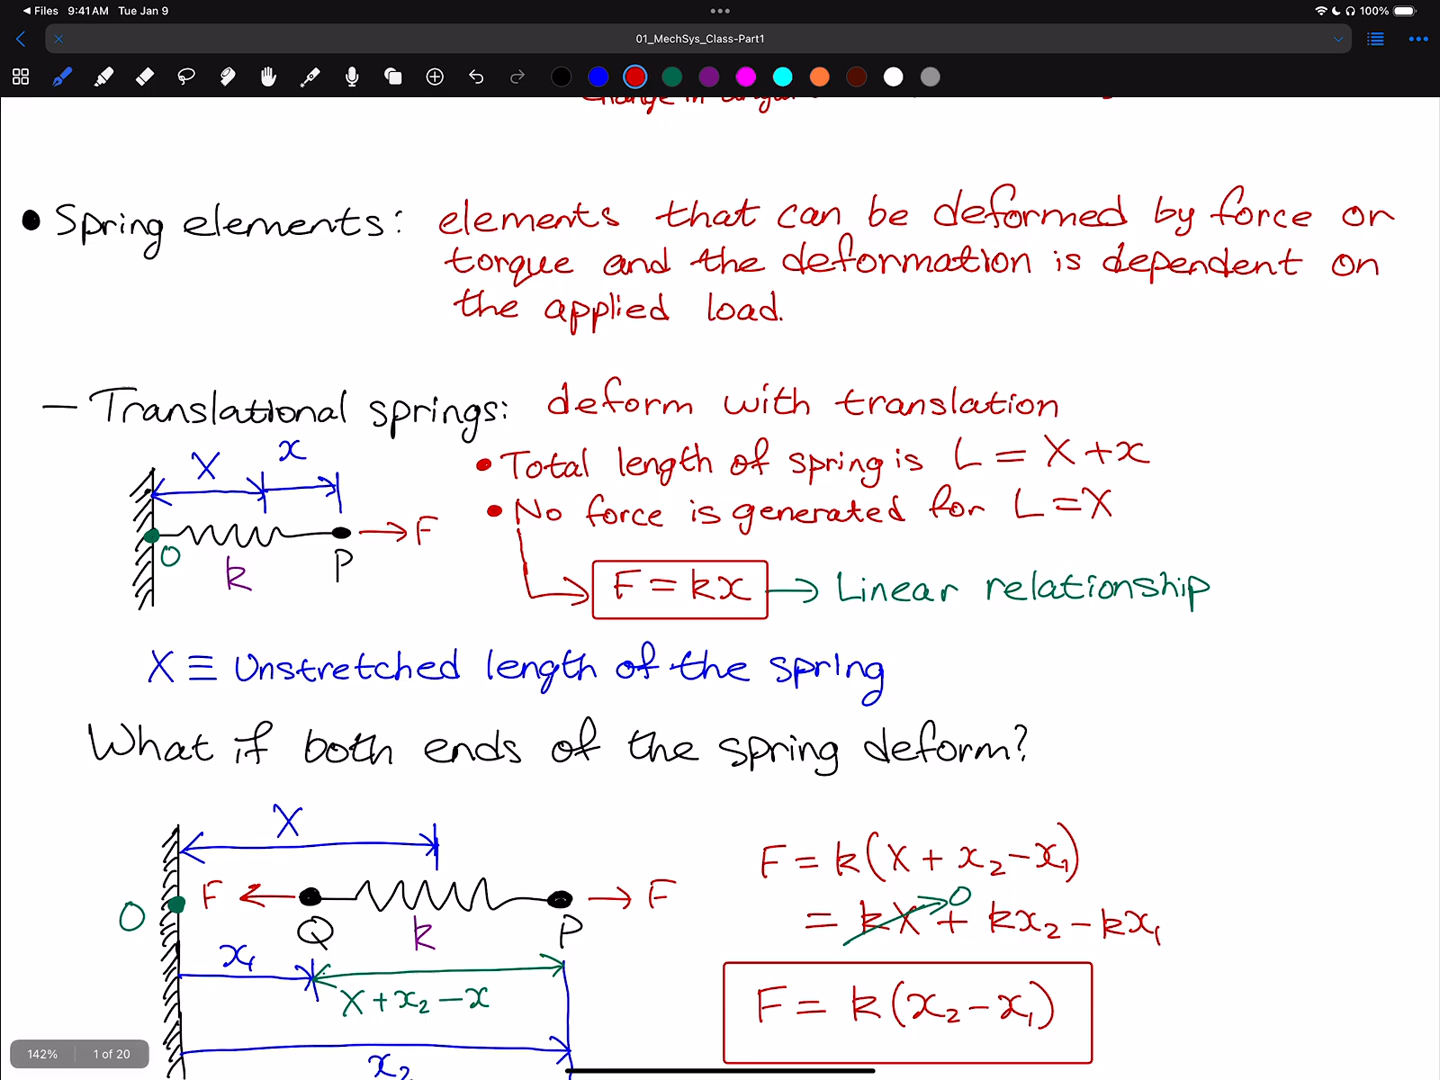 Files 9:41 AM Tue Jan 9 100%
01_MechSys_Class-Part1
Change in
• Spring elements: elements that can be deformed by force or
torque and the deformation is dependent on
the applied load.
— Translational springs: deform with translation
X x
• Total length of spring is L = X + x
• No force is generated for L = X
O k P F
F = kx → Linear relationship
X ≡ Unstretched length of the spring
What if both ends of the spring deform?
X
F = k(X + x₂ - x₁)
O F Q k P F
= kX + kx₂ - kx₁
0
x₁
X + x₂ - x
F = k(x₂ - x₁)
x₂
142% 1 of 20